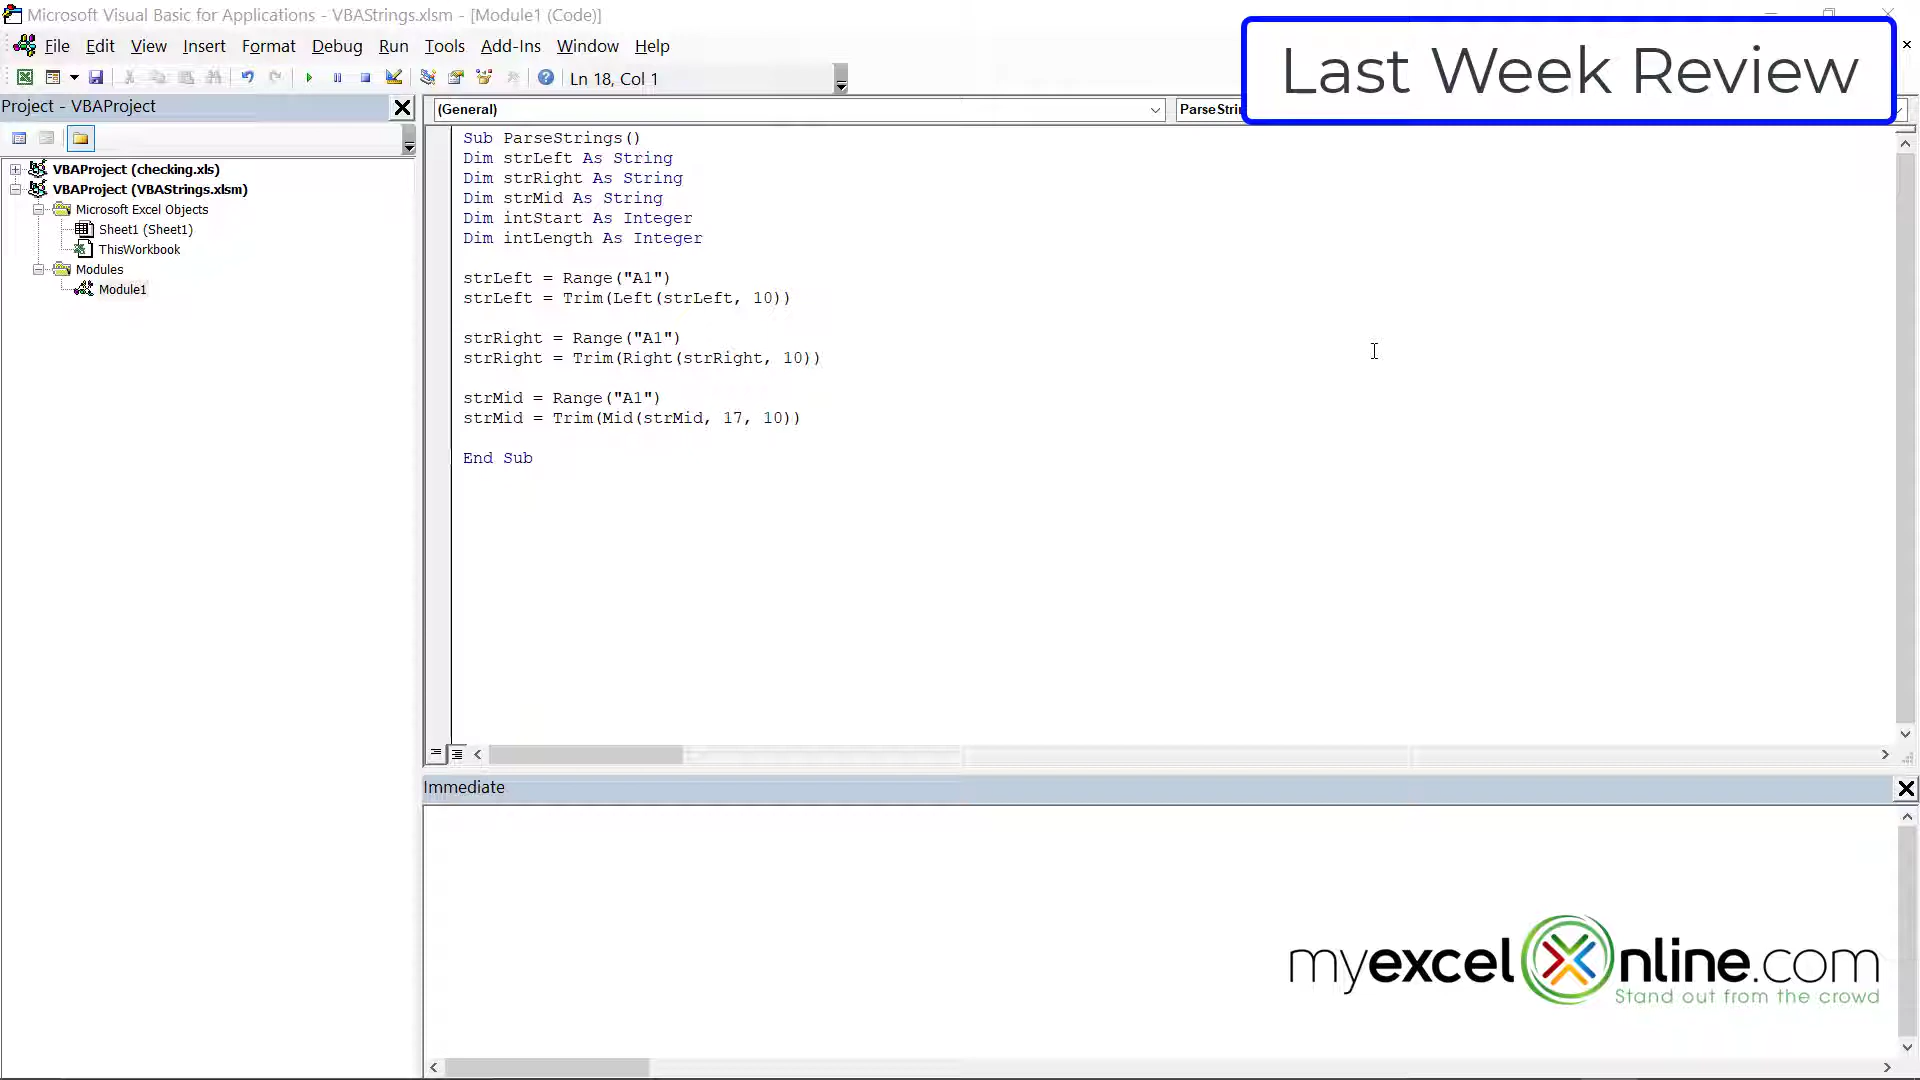 Microsoft Visual Basic for Applications - VBAStrings.xlsm - [Module1 (Code)]
Last Week Review
File Edit View Insert Format Debug Run Tools Add-Ins Window Help
Ln 18, Col 1
Project - VBAProject
VBAProject (checking.xls)
VBAProject (VBAStrings.xlsm)
Microsoft Excel Objects
Sheet1 (Sheet1)
ThisWorkbook
Modules
Module1
(General)
ParseStrin
Sub ParseStrings()
Dim strLeft As String
Dim strRight As String
Dim strMid As String
Dim intStart As Integer
Dim intLength As Integer
strLeft = Range("A1")
strLeft = Trim(Left(strLeft, 10))
strRight = Range("A1")
strRight = Trim(Right(strRight, 10))
strMid = Range("A1")
strMid = Trim(Mid(strMid, 17, 10))
End Sub
Immediate
myexcelonline.com
Stand out from the crowd